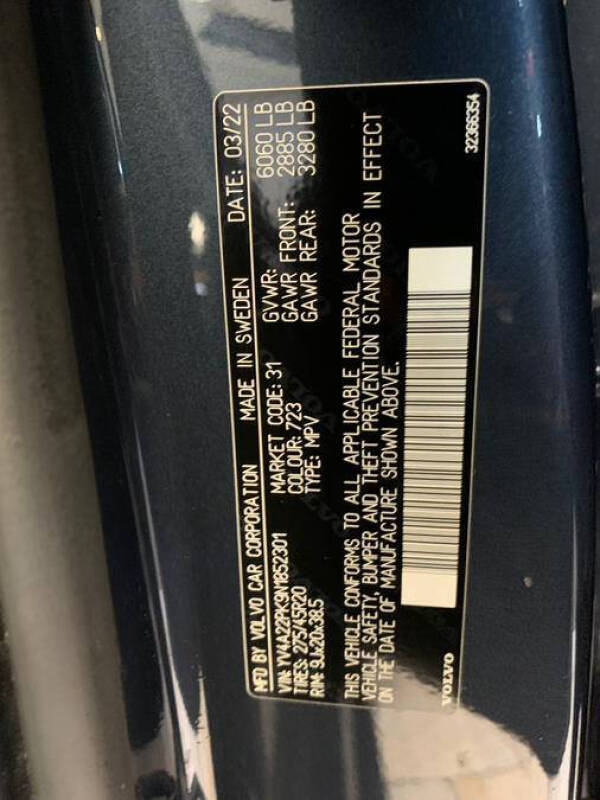 MFD BY VOLVO CAR CORPORATION MADE IN SWEDEN DATE: 03/22
VIN: YV4A22PK9N1852301
TIRES: 275/45R20
RIM: 9Jx20x38.5
MARKET CODE: 31
COLOUR: 723
TYPE: MPV
GVWR: 6060 LB
GAWR FRONT: 2885 LB
GAWR REAR: 3280 LB
THIS VEHICLE CONFORMS TO ALL APPLICABLE FEDERAL MOTOR
VEHICLE SAFETY, BUMPER AND THEFT PREVENTION STANDARDS IN EFFECT
ON THE DATE OF MANUFACTURE SHOWN ABOVE.
VOLVO
32366354